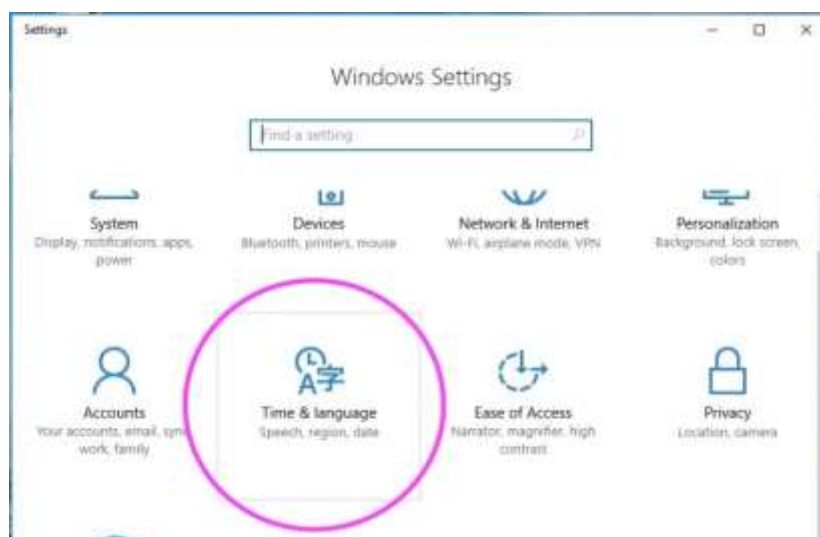 Settings
Windows Settings
Find a setting
System
Display, notifications, apps,
power
Devices
Bluetooth, printers, mouse
Network & Internet
Wi-Fi, airplane mode, VPN
Personalization
Background, lock screen,
colors
Accounts
Your accounts, email, sync,
work, family
A字
Time & language
Speech, region, date
Ease of Access
Narrator, magnifier, high
contrast
Privacy
Location, camera